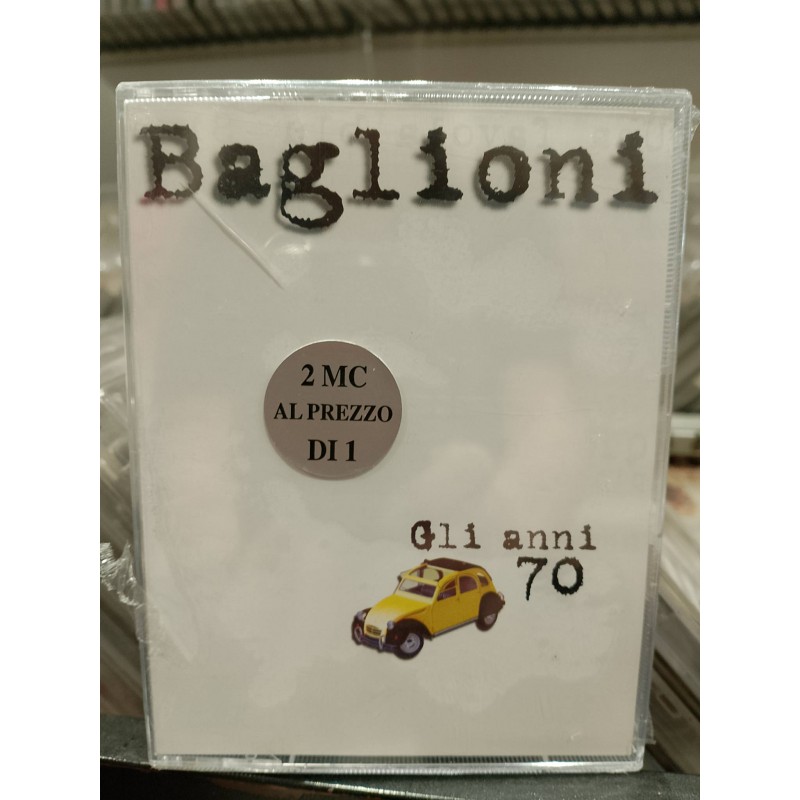 Baglioni
2 MC
AL PREZZO
DI 1
Gli anni
70